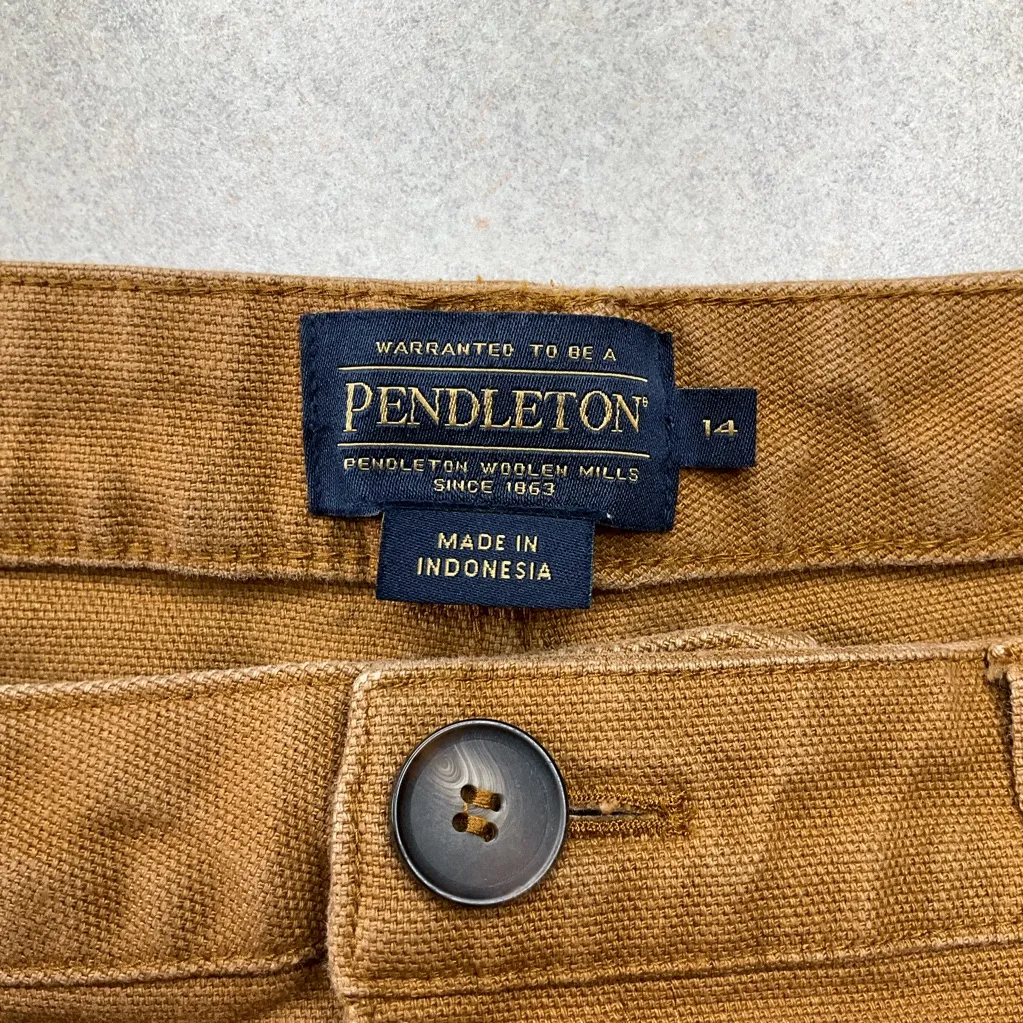 WARRANTED TO BE A
PENDLETON®
14
PENDLETON WOOLEN MILLS
SINCE 1863
MADE IN
INDONESIA